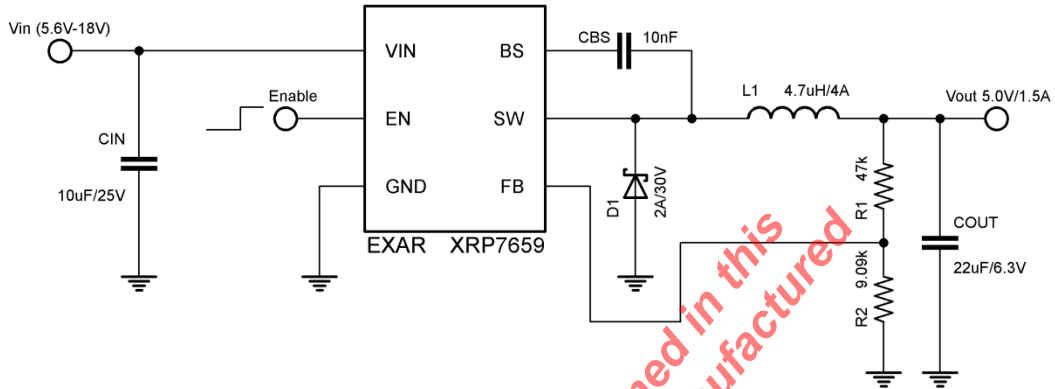 Vin (5.6V-18V)
CIN
10uF/25V
Enable
VIN
BS
EN
SW
GND
FB
EXAR XRP7659
CBS
10nF
L1
4.7uH/4A
Vout 5.0V/1.5A
D1
2A/30V
47k
R1
9.09k
R2
COUT
22uF/6.3V
in this